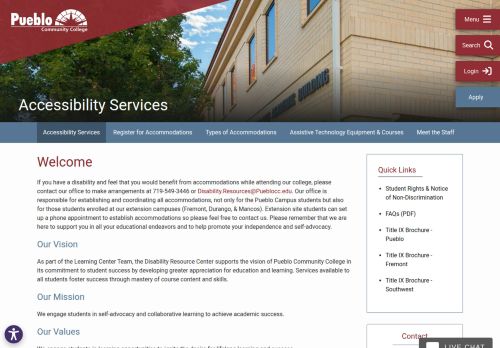 Pueblo
Community College
Menu
Search
Login
Apply
Accessibility Services
Accessibility Services
Register for Accommodations
Types of Accommodations
Assistive Technology Equipment & Courses
Meet the Staff
Welcome
If you have a disability and feel that you would benefit from accommodations while attending our college,
please contact our office to make arrangements at 719-549-3446 or Disability.Resources@Pueblocc.edu. Our office is
responsible for establishing and coordinating all accommodations, not only for the Pueblo Campus students but also
for those students enrolled at our extension campuses (Fremont, Durango, & Mancos). Extension site students can set
up a phone appointment to establish accommodations so please feel free to contact us. Please remember that we are
here to support you in all your educational endeavors and to help promote your independence and self-advocacy.
Our Vision
As part of the Learning Center Team, the Disability Resource Center supports the vision of Pueblo Community College in
its commitment to student success by developing greater appreciation for education and learning. Services available to
all students foster success through mastery of course content and skills.
Our Mission
We engage students in self-advocacy and collaborative learning to achieve academic success.
Our Values
Quick Links
Student Rights & Notice
of Non-Discrimination
FAQs (PDF)
Title IX Brochure -
Pueblo
Title IX Brochure -
Fremont
Title IX Brochure -
Southwest
Contact
LIVE CHAT